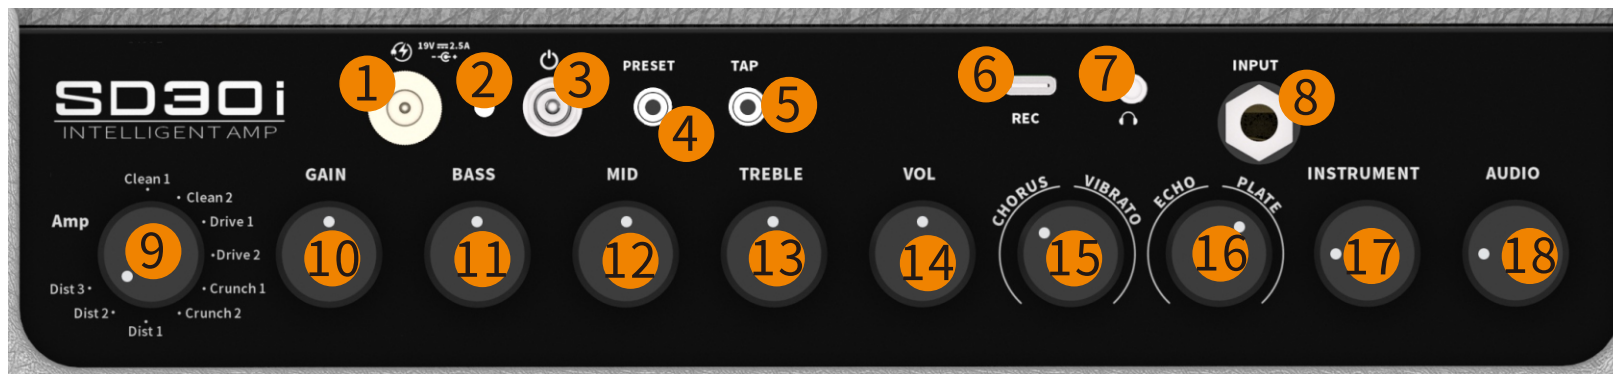 19V 2.5A
1
2
3
PRESET
4
TAP
5
6
REC
7
INPUT
8
SD30i
INTELLIGENT AMP
Amp
Clean 1
Clean 2
Drive 1
Drive 2
Crunch 1
Crunch 2
Dist 1
Dist 2
Dist 3
9
GAIN
10
BASS
11
MID
12
TREBLE
13
VOL
14
CHORUS
VIBRATO
15
ECHO
PLATE
16
INSTRUMENT
17
AUDIO
18